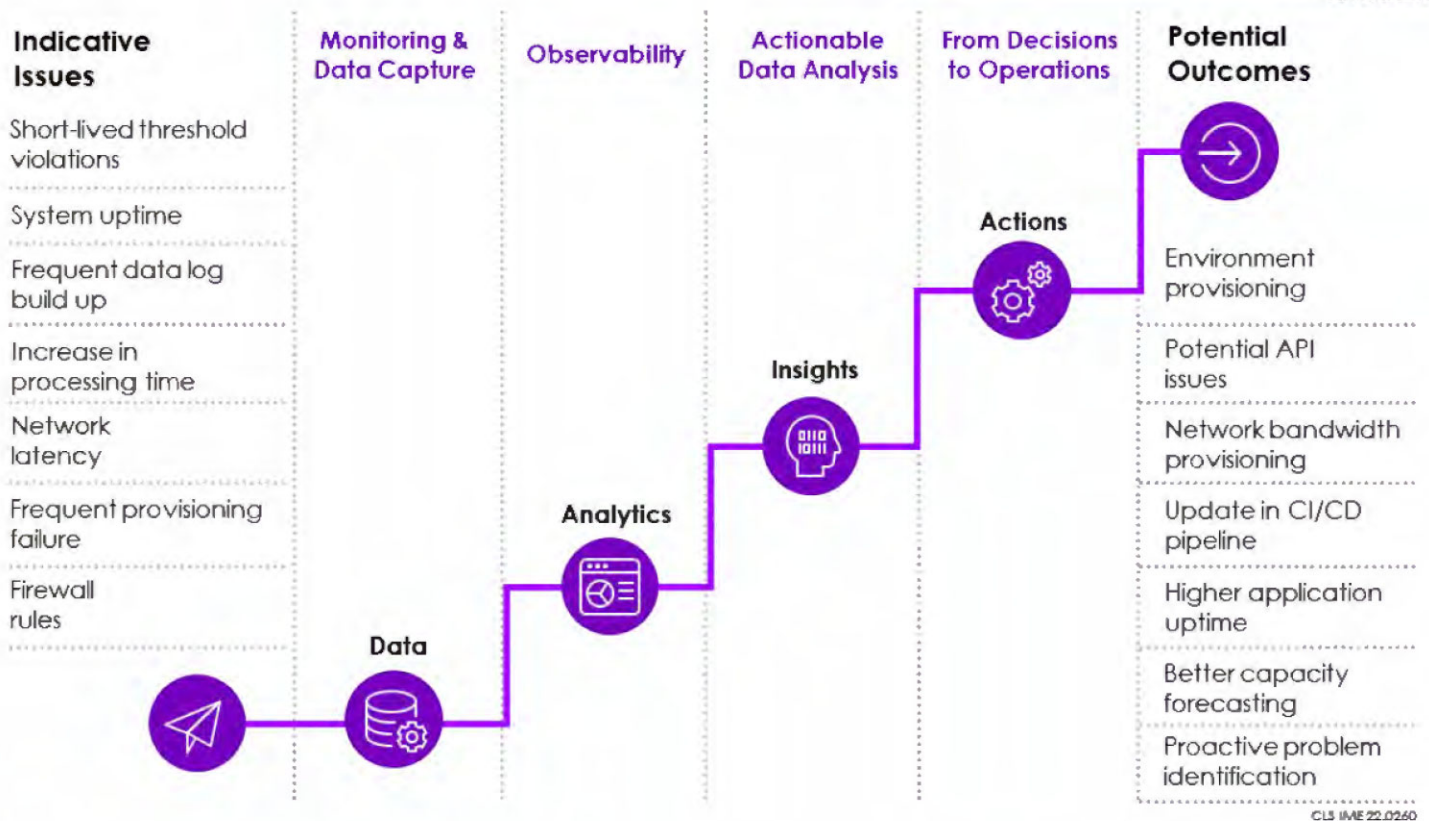 Indicative
Issues
Short-lived threshold
violations
System uptime
Frequent data log
build up
Increase in
processing time
Network
latency
Frequent provisioning
failure
Firewall
rules
Monitoring &
Data Capture
Data
Observability
Analytics
Actionable
Data Analysis
0110
10111
Insights
From Decisions
to Operations
Actions
Potential
Outcomes
Environment
provisioning
Potential API
issues
Network bandwidth
provisioning
Update in CI/CD
pipeline
Higher application
uptime
Better capacity
forecasting
Proactive problem
identification
CLS IME 22.0260